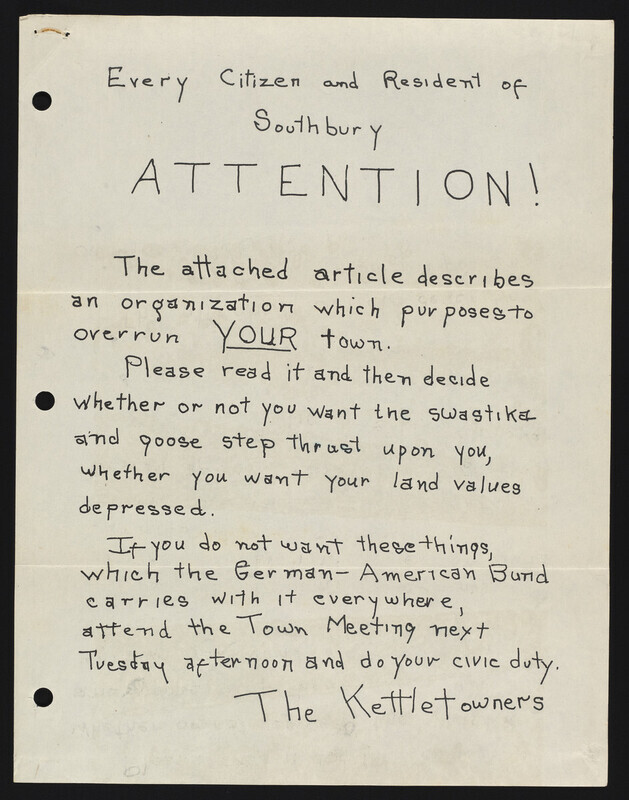 Every Citizen and Resident of
Southbury
ATTENTION!
The attached article describes
an organization which purposes to
overrun YOUR town.
Please read it and then decide
whether or not you want the swastika
and goose step thrust upon you,
whether you want your land values
depressed.
If you do not want these things,
which the German-American Bund
carries with it everywhere,
attend the Town Meeting next
Tuesday afternoon and do your civic duty.
The Kettletowners